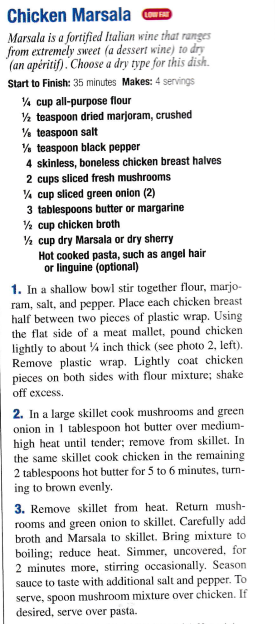 Chicken Marsala LOW FAT
Marsala is a fortified Italian wine that ranges
from extremely sweet (a dessert wine) to dry
(an apéritif). Choose a dry type for this dish.
Start to Finish: 35 minutes Makes: 4 servings
¼ cup all-purpose flour
½ teaspoon dried marjoram, crushed
⅛ teaspoon salt
⅛ teaspoon black pepper
4 skinless, boneless chicken breast halves
2 cups sliced fresh mushrooms
¼ cup sliced green onion (2)
3 tablespoons butter or margarine
½ cup chicken broth
½ cup dry Marsala or dry sherry
Hot cooked pasta, such as angel hair
or linguine (optional)
1. In a shallow bowl stir together flour, marjo-
ram, salt, and pepper. Place each chicken breast
half between two pieces of plastic wrap. Using
the flat side of a meat mallet, pound chicken
lightly to about ¼ inch thick (see photo 2, left).
Remove plastic wrap. Lightly coat chicken
pieces on both sides with flour mixture; shake
off excess.
2. In a large skillet cook mushrooms and green
onion in 1 tablespoon hot butter over medium-
high heat until tender; remove from skillet. In
the same skillet cook chicken in the remaining
2 tablespoons hot butter for 5 to 6 minutes, turn-
ing to brown evenly.
3. Remove skillet from heat. Return mush-
rooms and green onion to skillet. Carefully add
broth and Marsala to skillet. Bring mixture to
boiling; reduce heat. Simmer, uncovered, for
2 minutes more, stirring occasionally. Season
sauce to taste with additional salt and pepper. To
serve, spoon mushroom mixture over chicken. If
desired, serve over pasta.